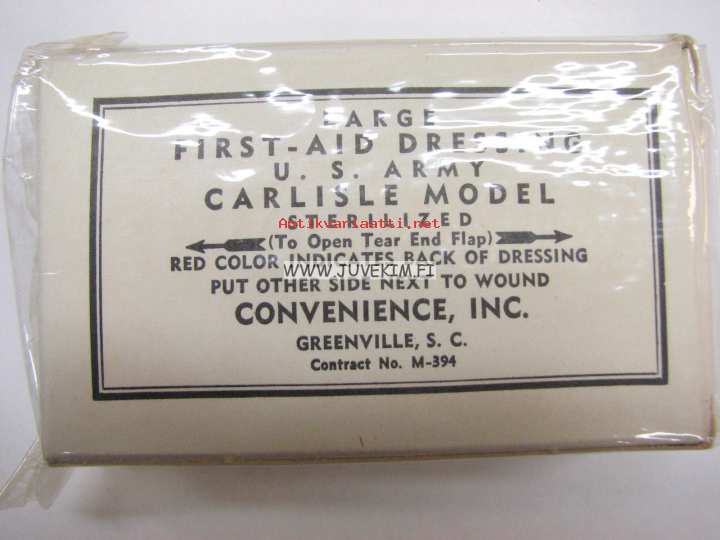 LARGE
FIRST-AID DRESSING
U. S. ARMY
CARLISLE MODEL
STERILIZED
Antikvariaatti.net
(To Open Tear End Flap)
RED COLOR INDICATES BACK OF DRESSING
WWW.JUVEKIM.FI
PUT OTHER SIDE NEXT TO WOUND
CONVENIENCE, INC.
GREENVILLE, S. C.
Contract No. M-394